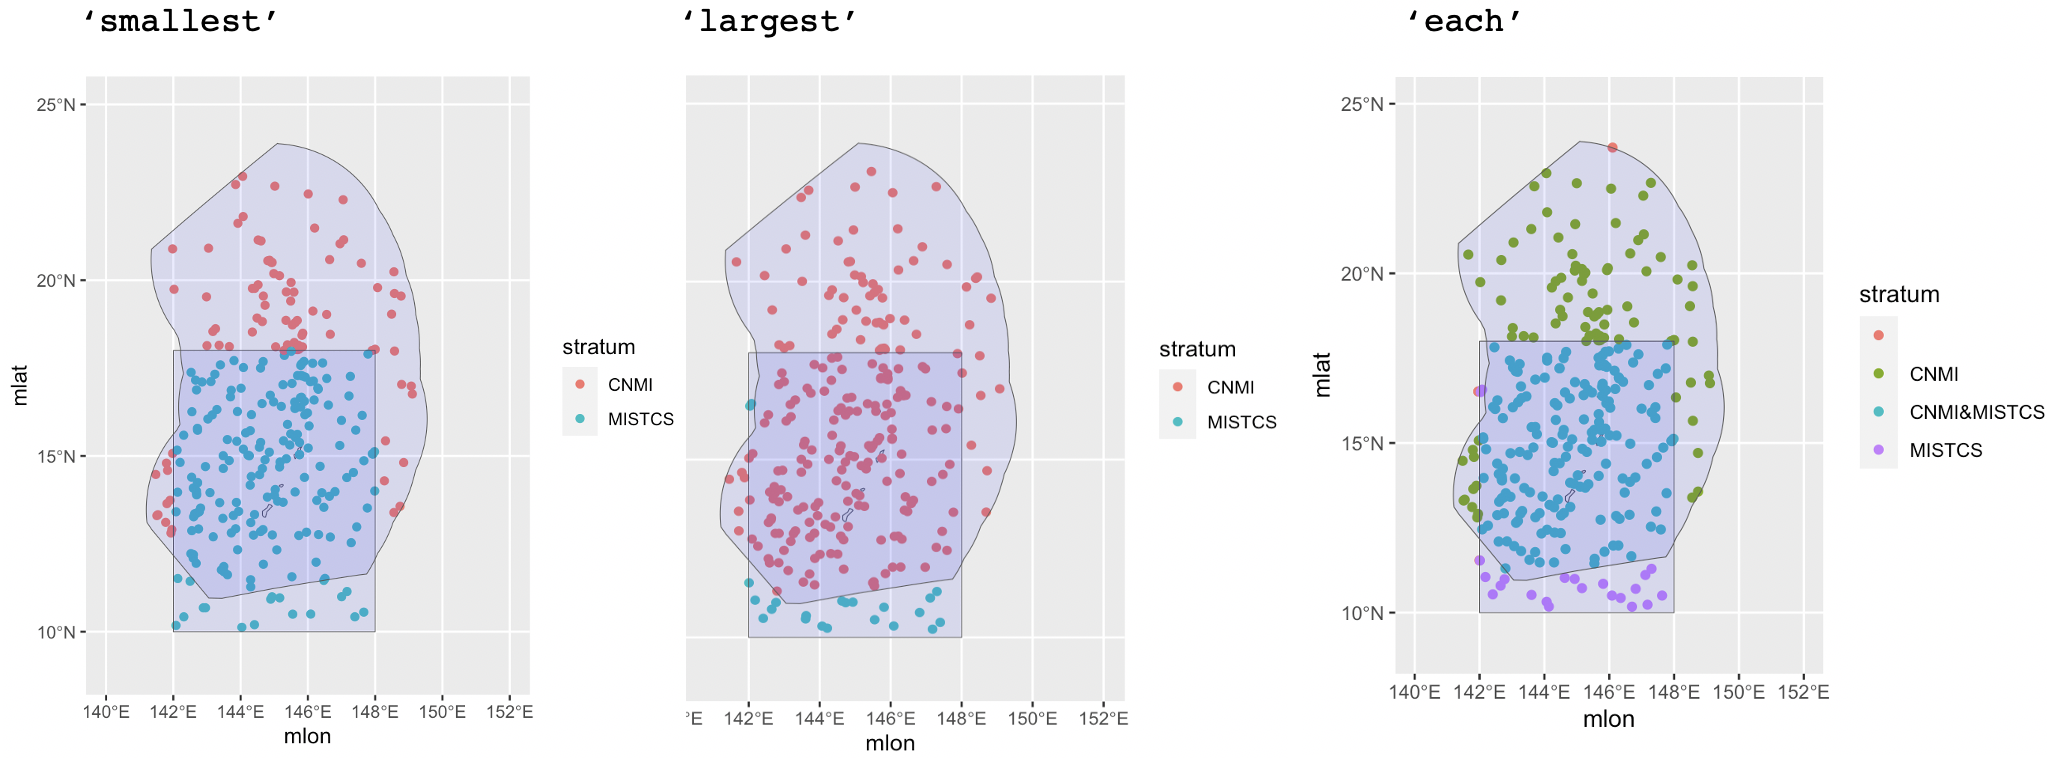 ‘smallest’
‘largest’
‘each’
25°N
20°N
15°N
10°N
mlat
140°E 142°E 144°E 146°E 148°E 150°E 152°E
mlon
stratum
CNMI
MISTCS
°E 142°E 144°E 146°E 148°E 150°E 152°E
mlon
stratum
CNMI
MISTCS
25°N
20°N
15°N
10°N
mlat
140°E 142°E 144°E 146°E 148°E 150°E 152°E
mlon
stratum
CNMI
CNMI&MISTCS
MISTCS